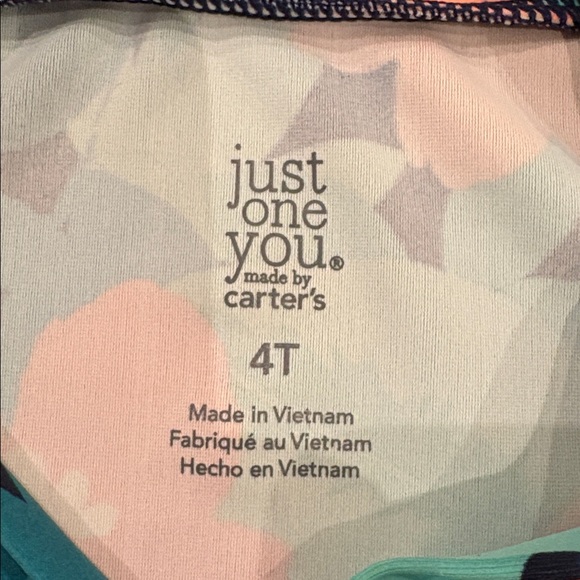 just
one
you.®
made by
carter's
4T
Made in Vietnam
Fabriqué au Vietnam
Hecho en Vietnam